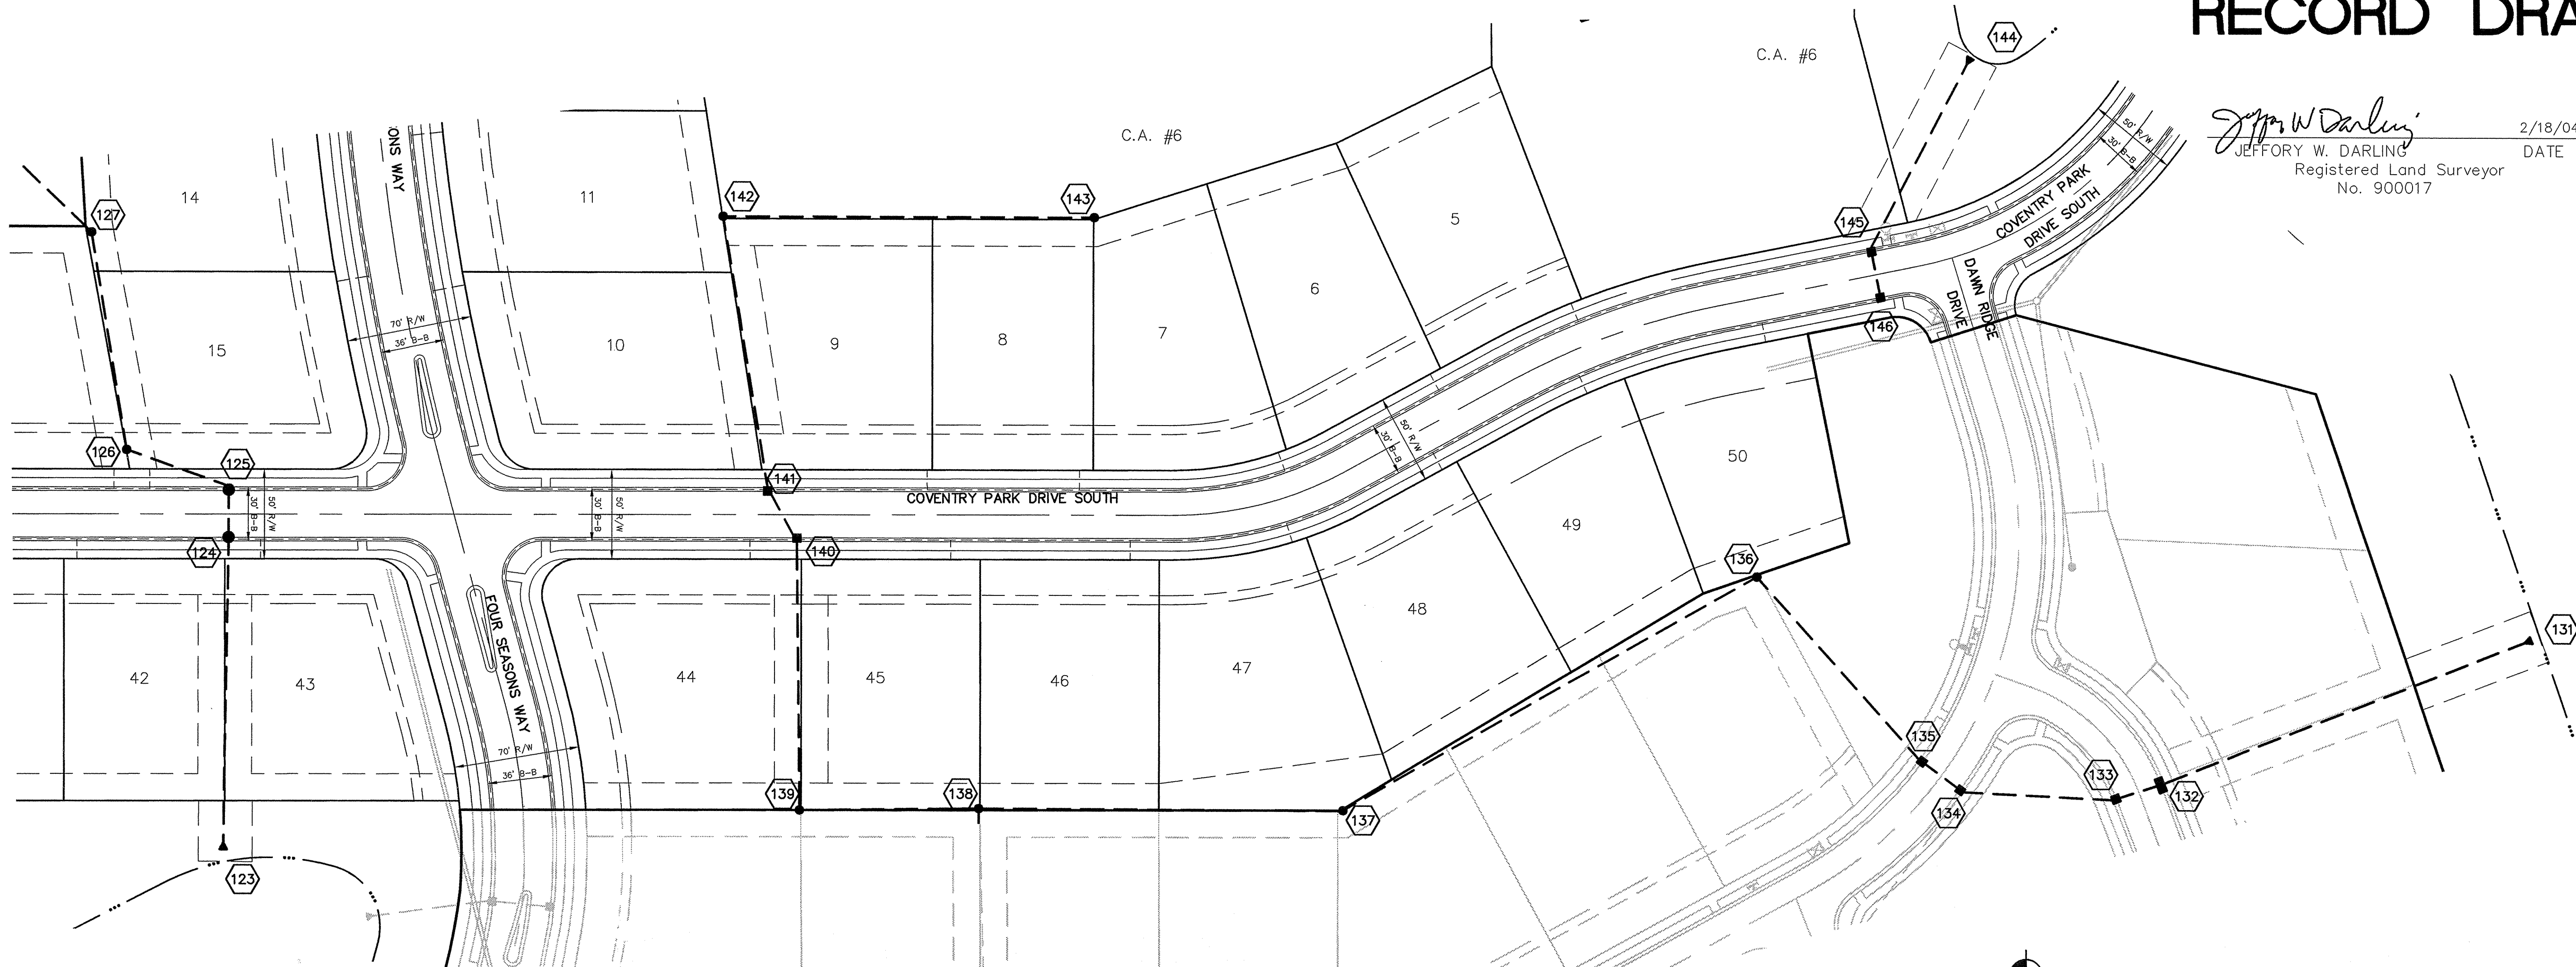 RECORD DRA
2/18/04
JEFFORY W. DARLING
DATE
Registered Land Surveyor
No. 900017
144
C.A. #6
C.A. #6
50' R/W
30' B-B
COVENTRY PARK
DRIVE SOUTH
ONS WAY
14
11
127
142
143
145
5
6
DAWN RIDGE
DRIVE
146
70' R/W
36' B-B
15
10
9
8
7
126
125
141
50' R/W
30' B-B
50
30' B-B
50' R/W
30' B-B
50' R/W
COVENTRY PARK DRIVE SOUTH
49
124
140
136
48
FOUR SEASONS WAY
131
42
43
44
45
46
47
135
70' R/W
36' B-B
139
138
133
132
137
134
123